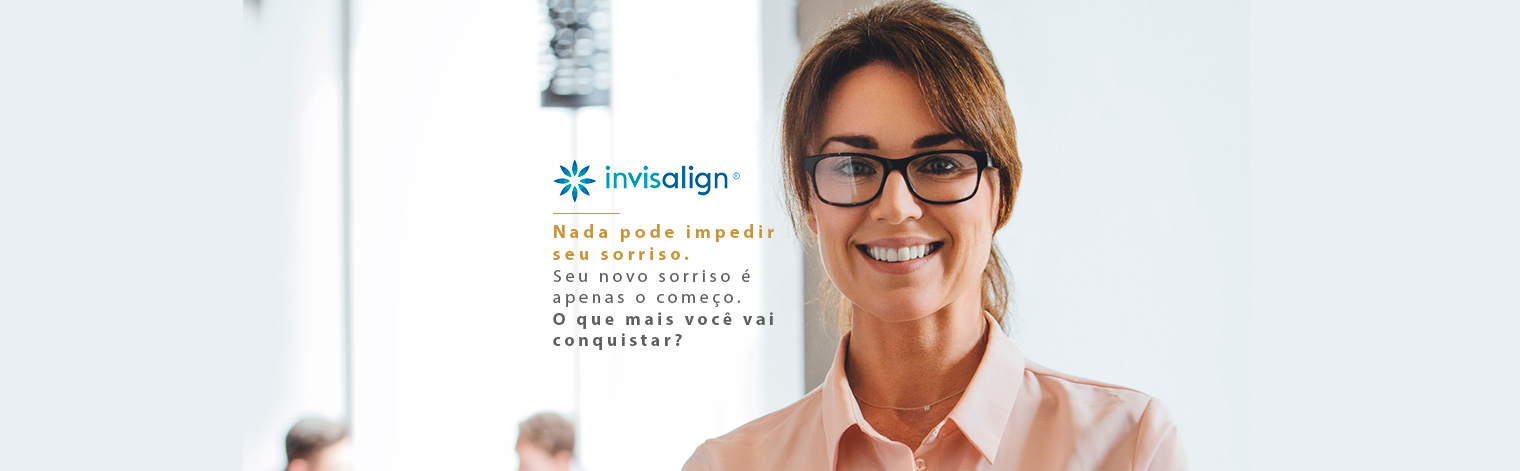 invisalign®
Nada pode impedir
seu sorriso.
Seu novo sorriso é
apenas o começo.
O que mais você vai
conquistar?